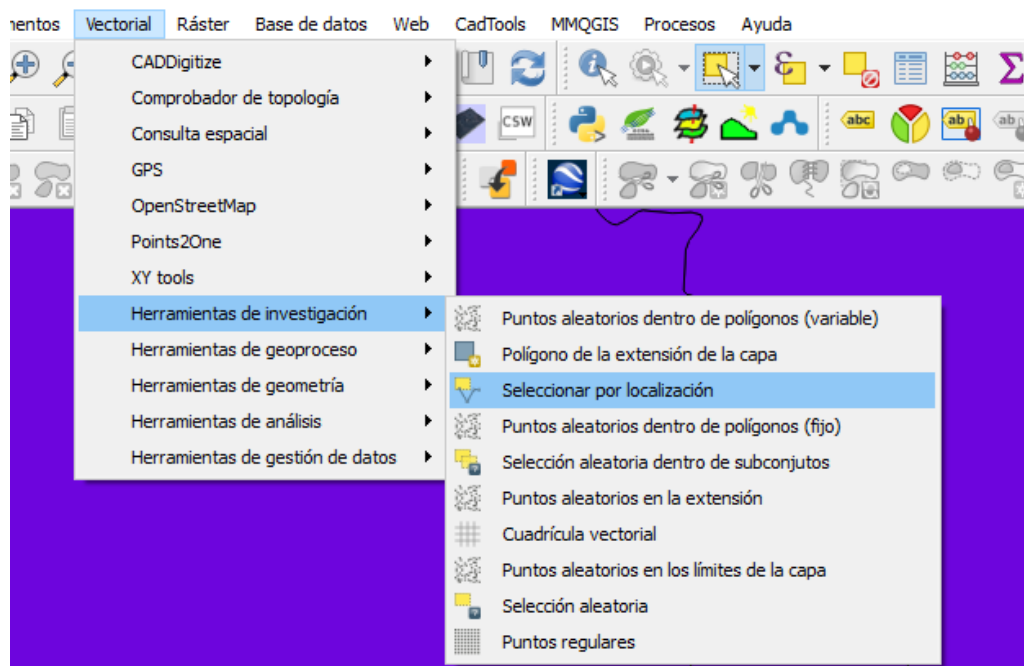 nentos Vectorial Ráster Base de datos Web CadTools MMQGIS Procesos Ayuda
CADDigitize
Comprobador de topología
Consulta espacial
GPS
OpenStreetMap
Points2One
XY tools
Herramientas de investigación
Herramientas de geoproceso
Herramientas de geometría
Herramientas de análisis
Herramientas de gestión de datos
CSW
abc
ab
ab
Puntos aleatorios dentro de polígonos (variable)
Polígono de la extensión de la capa
Seleccionar por localización
Puntos aleatorios dentro de polígonos (fijo)
Selección aleatoria dentro de subconjutos
Puntos aleatorios en la extensión
Cuadrícula vectorial
Puntos aleatorios en los límites de la capa
Selección aleatoria
Puntos regulares